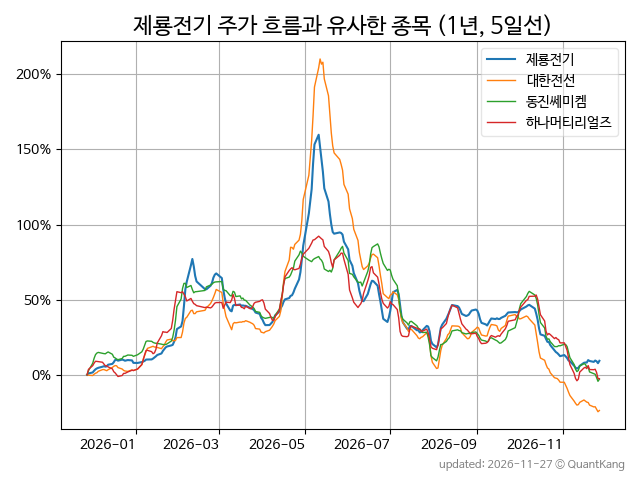 제룡전기 주가 흐름과 유사한 종목 (1년, 5일선)
제룡전기
대한전선
동진쎄미켐
하나머티리얼즈
200%
150%
100%
50%
0%
2026-01
2026-03
2026-05
2026-07
2026-09
2026-11
updated: 2026-11-27 © QuantKang